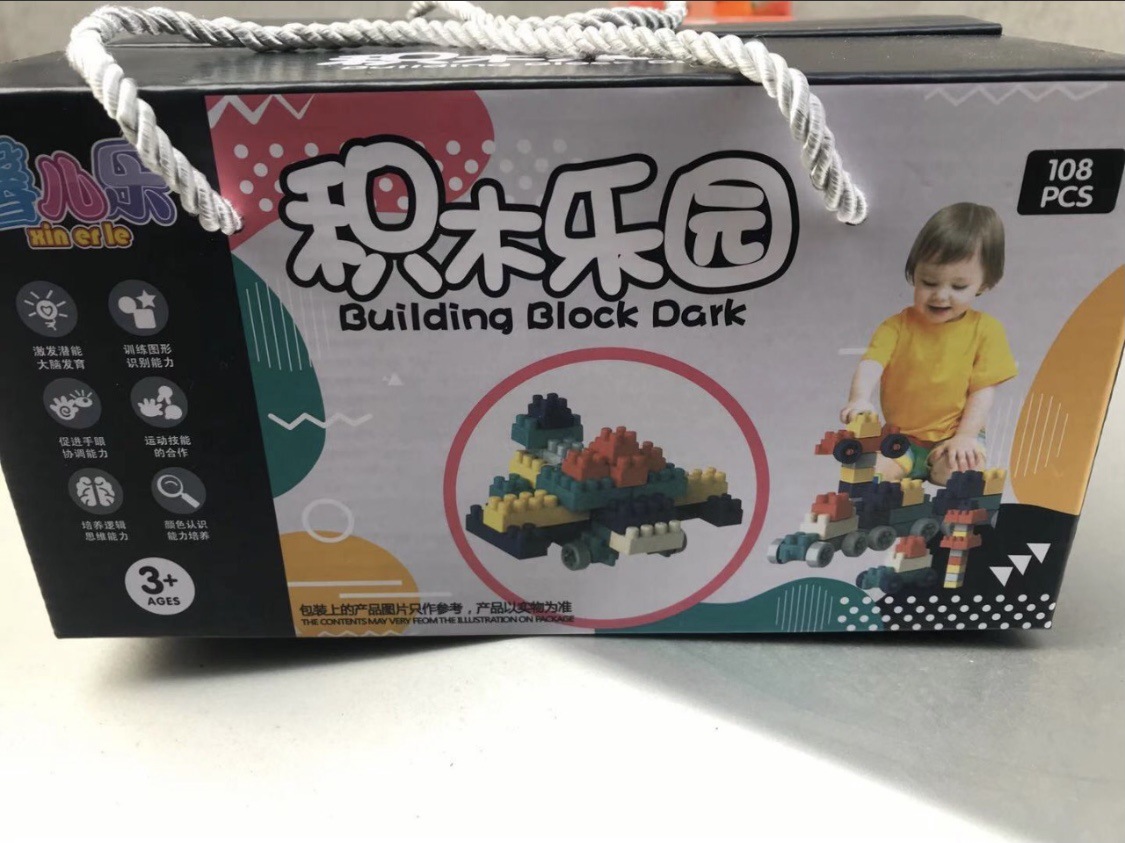 馨儿乐
xin er le
积木乐园
Building Block Dark
108
PCS
激发潜能
大脑发育
训练图形
识别能力
促进手眼
协调能力
运动技能
的合作
培养逻辑
思维能力
颜色认识
能力培养
3+
AGES
包装上的产品图片只作参考，产品以实物为准
THE CONTENTS MAY VERY FEOM THE ILLUSTRATION ON PACKAGE